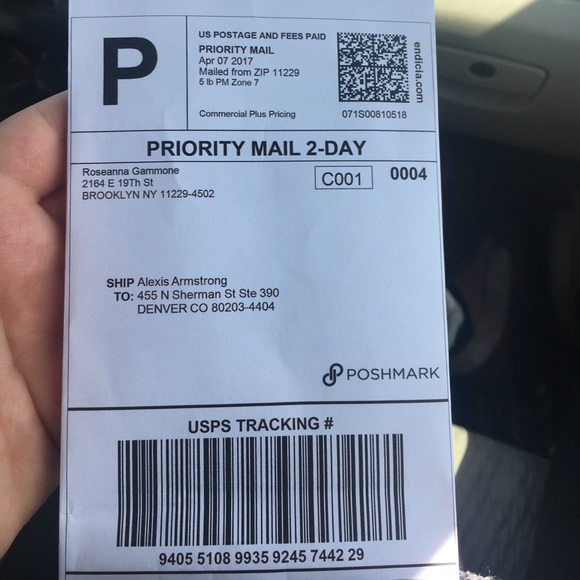 P
US POSTAGE AND FEES PAID
PRIORITY MAIL
Apr 07 2017
Mailed from ZIP 11229
5 lb PM Zone 7
Commercial Plus Pricing
071S00810518
endicia.com
PRIORITY MAIL 2-DAY
Roseanna Gammone
2164 E 19Th St
BROOKLYN NY 11229-4502
C001
0004
SHIP Alexis Armstrong
TO: 455 N Sherman St Ste 390
DENVER CO 80203-4404
POSHMARK
USPS TRACKING #
9405 5108 9935 9245 7442 29